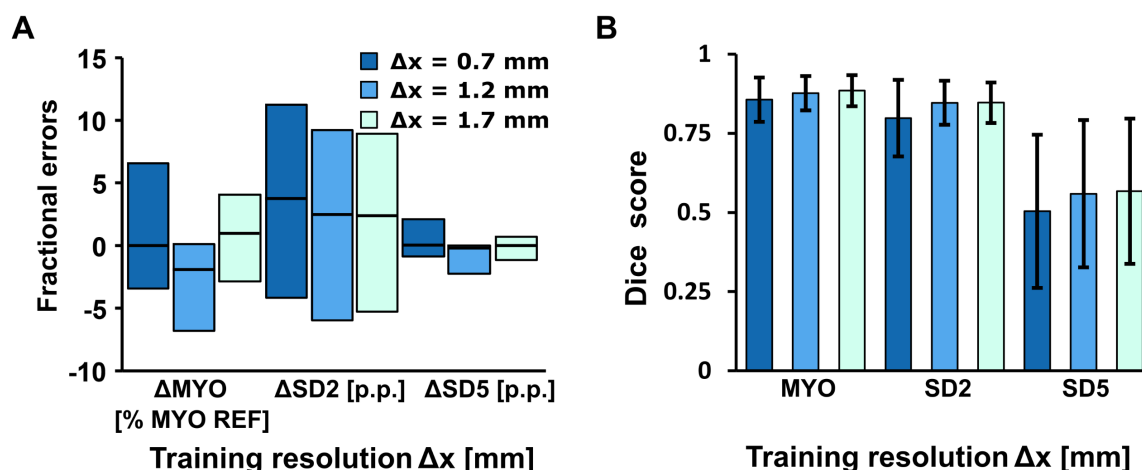 A
Fractional errors
15
10
5
0
-5
-10
Δx = 0.7 mm
Δx = 1.2 mm
Δx = 1.7 mm
ΔMYO ΔSD2 [p.p.] ΔSD5 [p.p.]
[% MYO REF]
Training resolution Δx [mm]
B
Dice score
1
0.75
0.5
0.25
0
MYO SD2 SD5
Training resolution Δx [mm]